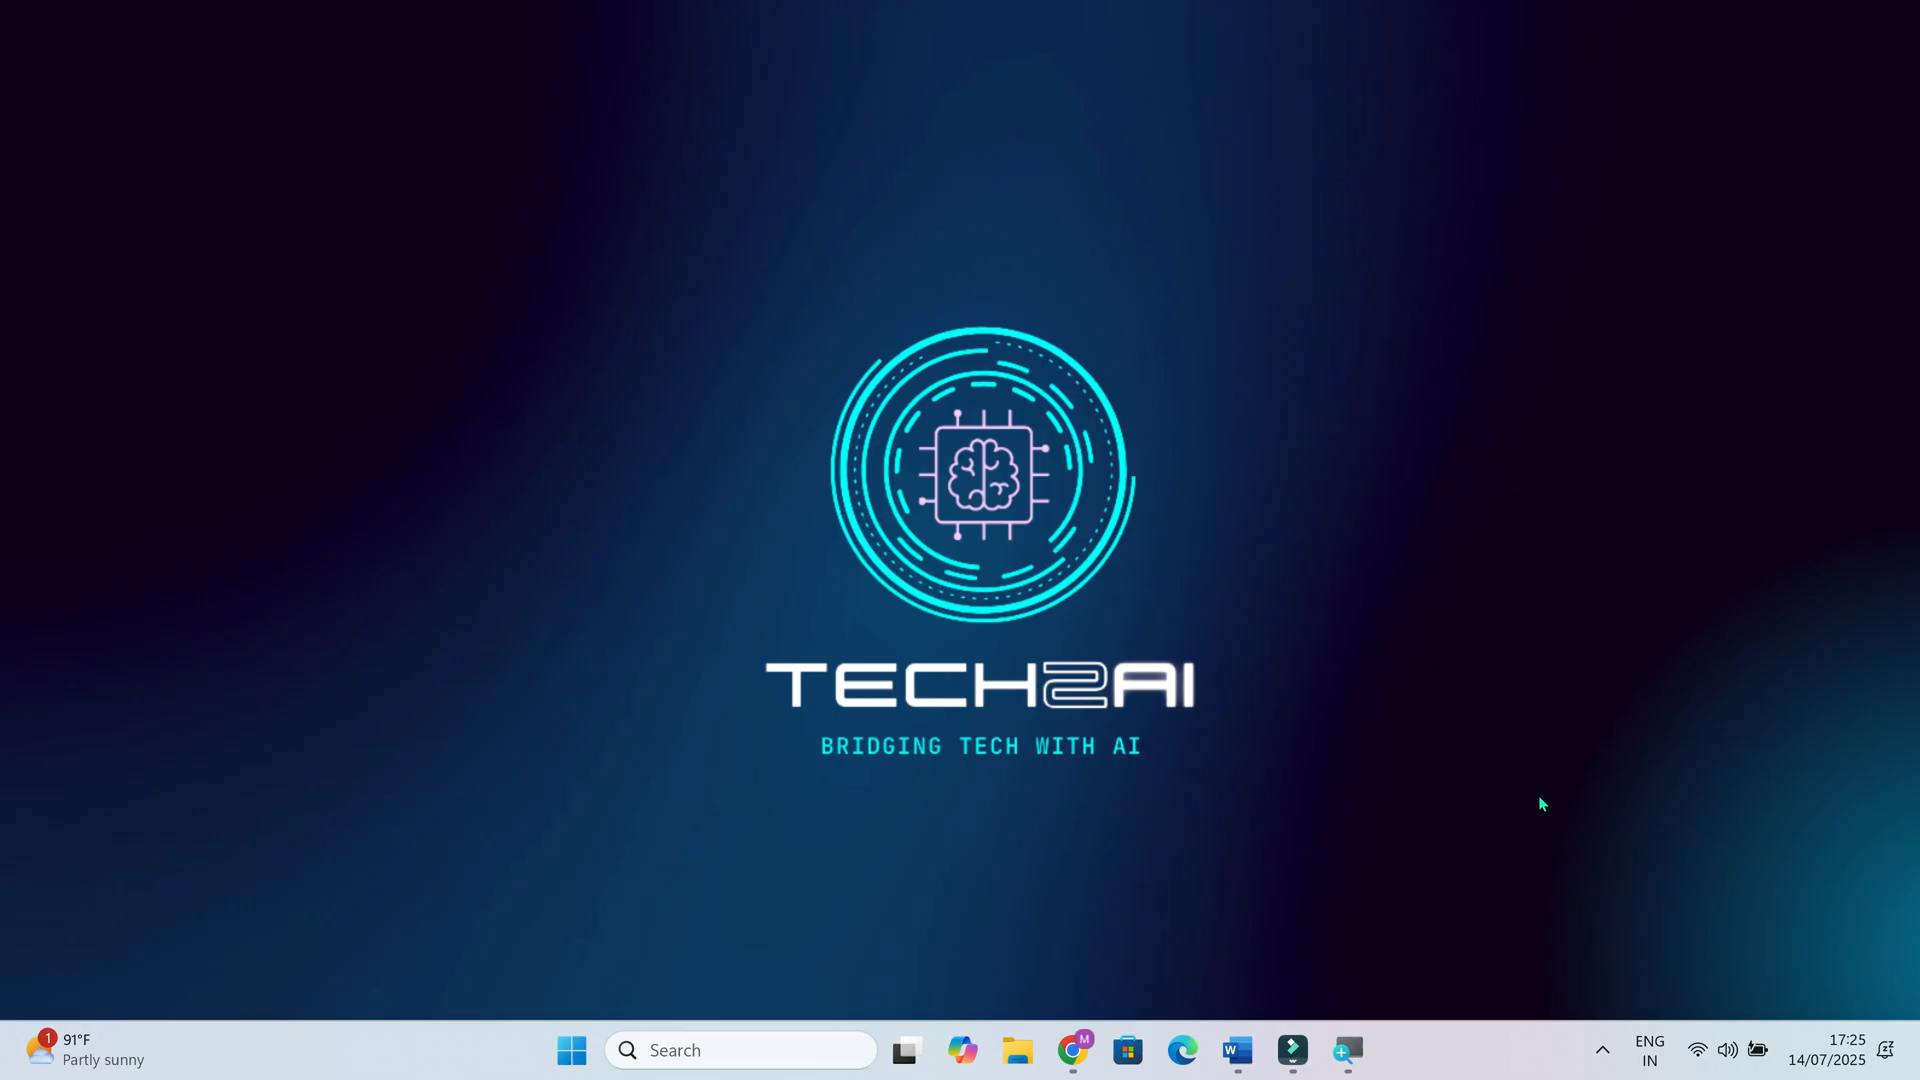 TECH2AI
BRIDGING TECH WITH AI
1
91°F
Partly sunny
Search
M
W
ENG
IN
17:25
14/07/2025